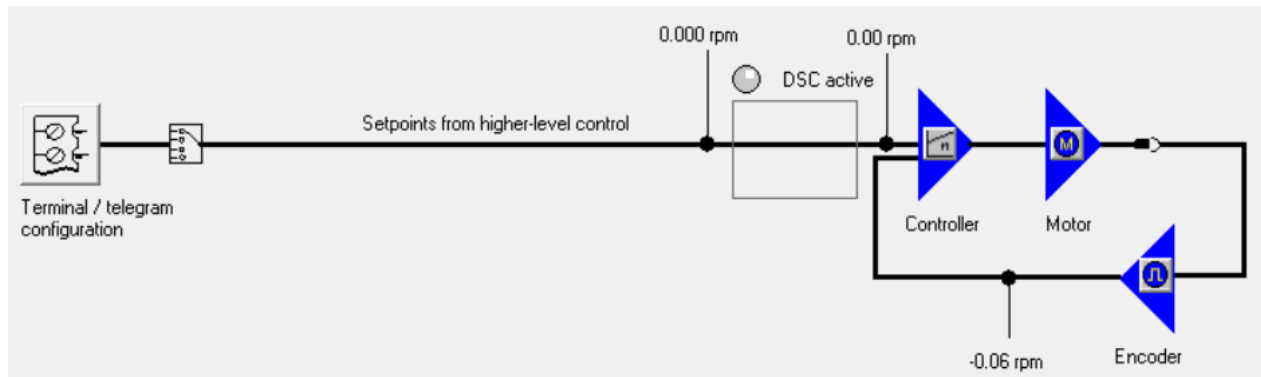 0.000 rpm
0.00 rpm
DSC active
Setpoints from higher-level control
n
M
Terminal / telegram
configuration
Controller
Motor
-0.06 rpm
Encoder